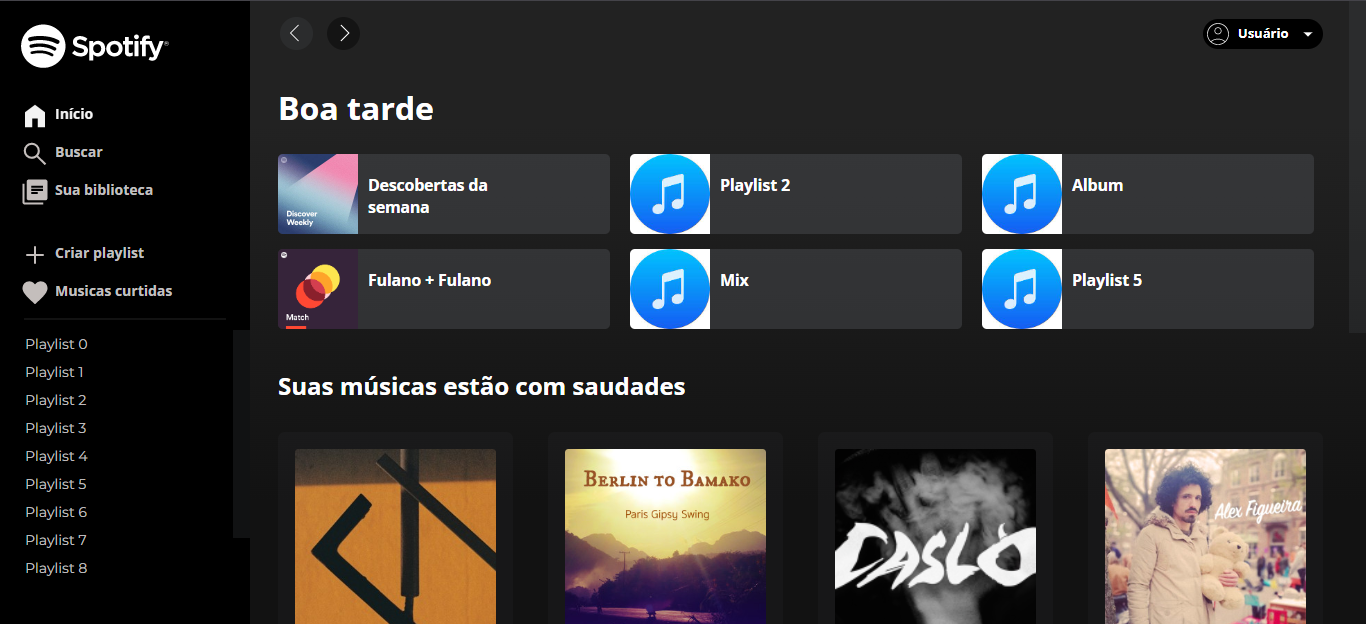 Spotify®
Início
Buscar
Sua biblioteca
Criar playlist
Musicas curtidas
Playlist 0
Playlist 1
Playlist 2
Playlist 3
Playlist 4
Playlist 5
Playlist 6
Playlist 7
Playlist 8
Usuário
Boa tarde
Discover
Weekly
Descobertas da
semana
Playlist 2
Album
Match
Fulano + Fulano
Mix
Playlist 5
Suas músicas estão com saudades
Berlin to Bamako
Paris Gipsy Swing
CASLÒ
Alex Figueira